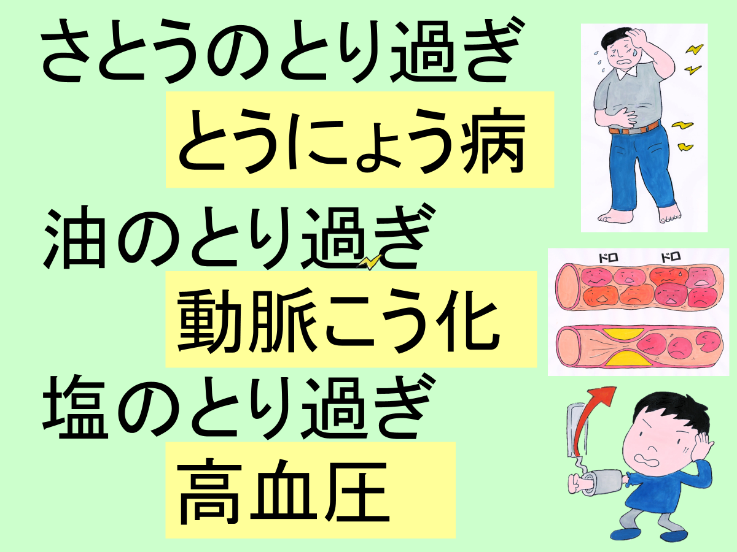 さとうのとり過ぎ
とうにょう病
油のとり過ぎ
動脈こう化
ドロ ドロ
塩のとり過ぎ
高血圧